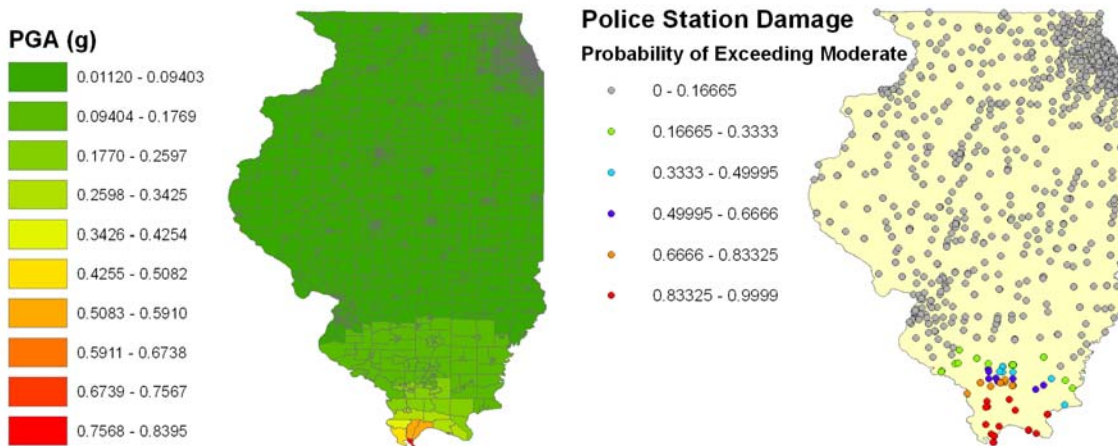 PGA (g)
0.01120 - 0.09403
0.09404 - 0.1769
0.1770 - 0.2597
0.2598 - 0.3425
0.3426 - 0.4254
0.4255 - 0.5082
0.5083 - 0.5910
0.5911 - 0.6738
0.6739 - 0.7567
0.7568 - 0.8395
Police Station Damage
Probability of Exceeding Moderate
0 - 0.16665
0.16665 - 0.3333
0.3333 - 0.49995
0.49995 - 0.6666
0.6666 - 0.83325
0.83325 - 0.9999